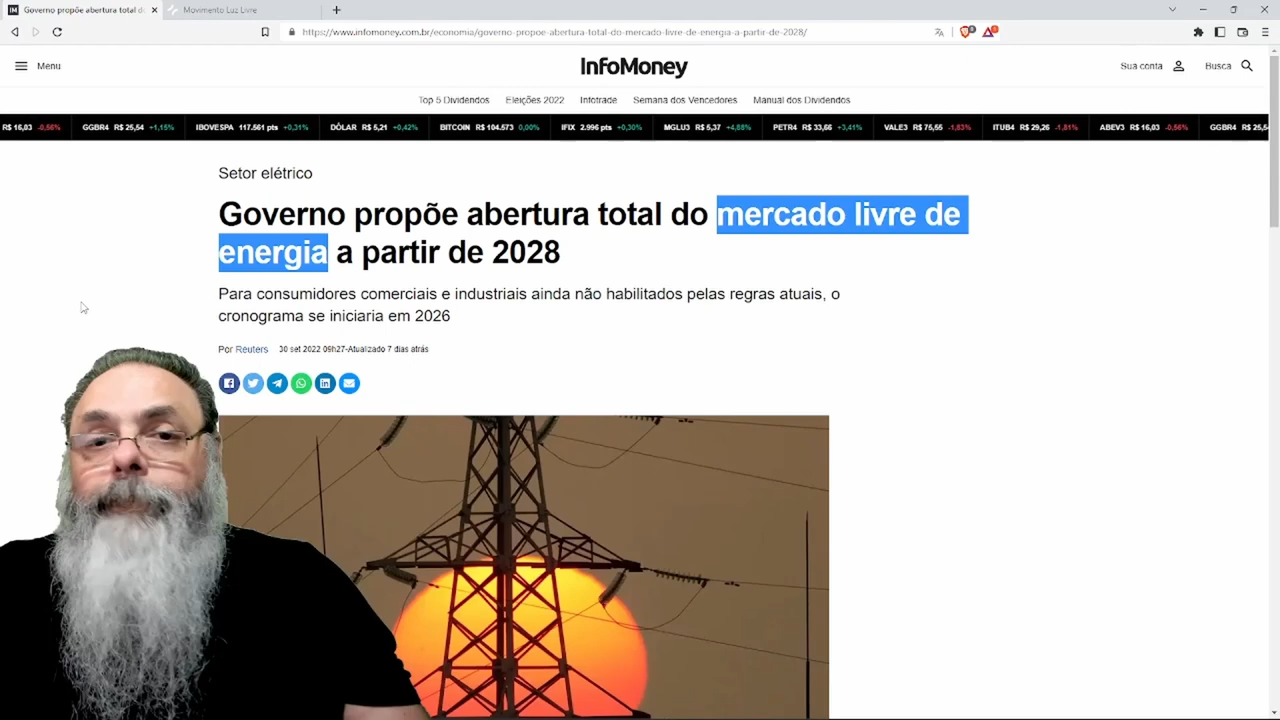 Governo propõe abertura total do
Movimento Luz Livre
https://www.infomoney.com.br/economia/governo-propoe-abertura-total-do-mercado-livre-de-energia-a-partir-de-2028/
Menu
InfoMoney
Sua conta
Busca
Top 5 Dividendos Eleições 2022 Infotrade Semana dos Vencedores Manual dos Dividendos
R$ 16,03 -0,56% GGBR4 R$ 25,54 +1,15% IBOVESPA 117.561 pts +0,31% DÓLAR R$ 5,21 +0,42% BITCOIN R$ 104.573 0,00% IFIX 2.996 pts +0,30% MGLU3 R$ 5,37 +4,88% PETR4 R$ 33,66 +3,41% VALE3 R$ 75,55 -1,83% ITUB4 R$ 29,26 -1,81% ABEV3 R$ 16,03 -0,56% GGBR4 R$ 25,54
Setor elétrico
Governo propõe abertura total do mercado livre de
energia a partir de 2028
Para consumidores comerciais e industriais ainda não habilitados pelas regras atuais, o
cronograma se iniciaria em 2026
Por Reuters 30 set 2022 09h27-Atualizado 7 dias atrás